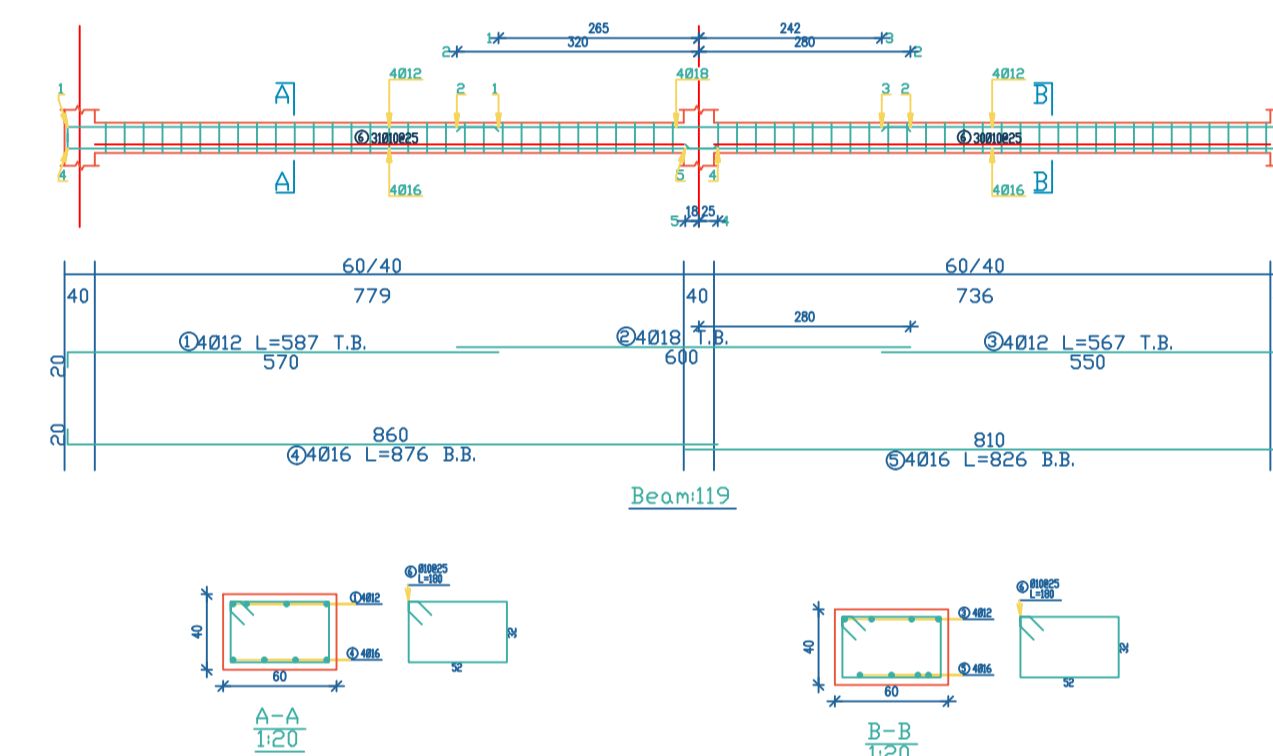 265
242
1
3
320
280
2
2
4Ø12
4Ø18
4Ø12
1
A
2
1
3
2
B
⑥31Ø10@25
⑥30Ø10@25
4
A
4Ø16
5
4
4Ø16
B
18 25
5
4
60/40
60/40
40
779
40
736
280
①4Ø12 L=587 T.B.
②4Ø18 T.B.
③4Ø12 L=567 T.B.
20
570
600
550
20
860
810
④4Ø16 L=876 B.B.
⑤4Ø16 L=826 B.B.
Beam:119
⑥Ø10@25
L=180
①4Ø12
40
32
④4Ø16
60
52
A-A
1:20
⑥Ø10@25
L=180
③4Ø12
40
32
⑤4Ø16
60
52
B-B
1:20